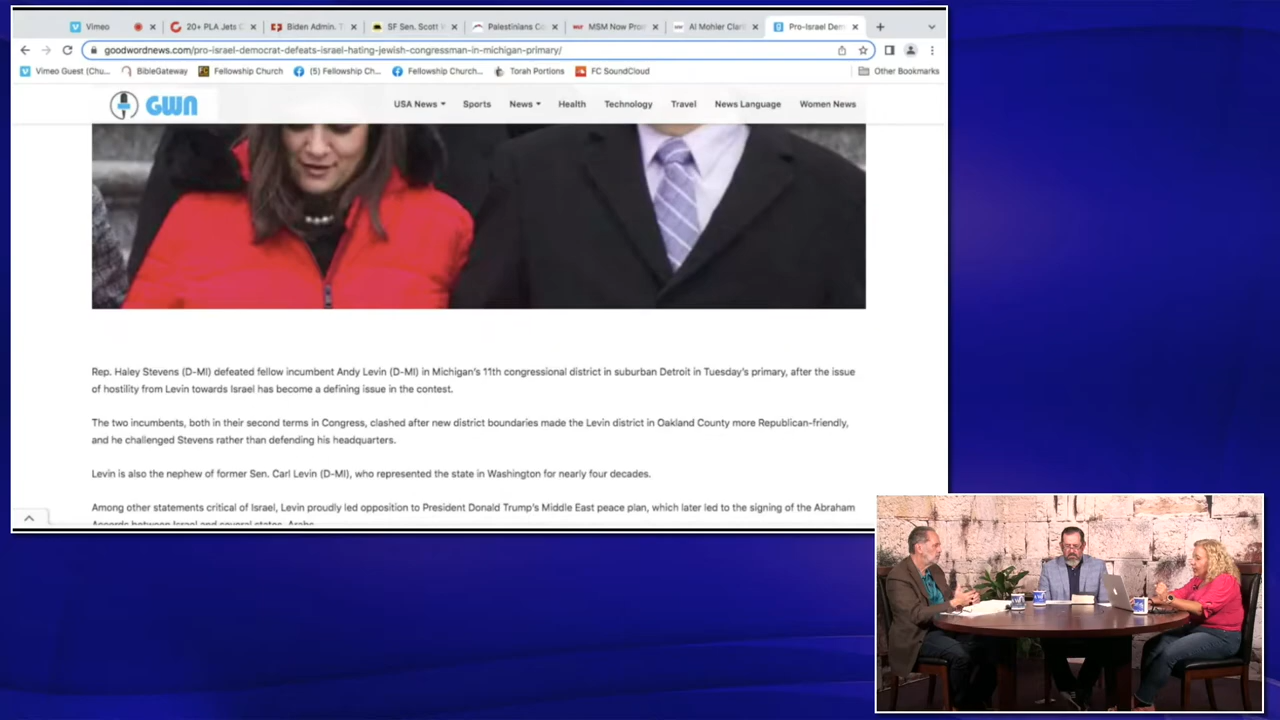 Vimeo
20+ PLA Jets C
Biden Admin. T
SF Sen. Scott V
Palestinians Co
MSM Now Pro
Al Mohler Clar
Pro-Israel Dem
goodwordnews.com/pro-israel-democrat-defeats-israel-hating-jewish-congressman-in-michigan-primary/
Vimeo Guest (Chu...
BibleGateway
Fellowship Church
(5) Fellowship Ch...
Fellowship Church...
Torah Portions
FC SoundCloud
Other Bookmarks
GWN
USA News
Sports
News
Health
Technology
Travel
News Language
Women News
Rep. Haley Stevens (D-MI) defeated fellow incumbent Andy Levin (D-MI) in Michigan's 11th congressional district in suburban Detroit in Tuesday's primary, after the issue
of hostility from Levin towards Israel has become a defining issue in the contest.
The two incumbents, both in their second terms in Congress, clashed after new district boundaries made the Levin district in Oakland County more Republican-friendly,
and he challenged Stevens rather than defending his headquarters.
Levin is also the nephew of former Sen. Carl Levin (D-MI), who represented the state in Washington for nearly four decades.
Among other statements critical of Israel, Levin proudly led opposition to President Donald Trump's Middle East peace plan, which later led to the signing of the Abraham
Accords between Israel and several states. Arabs.